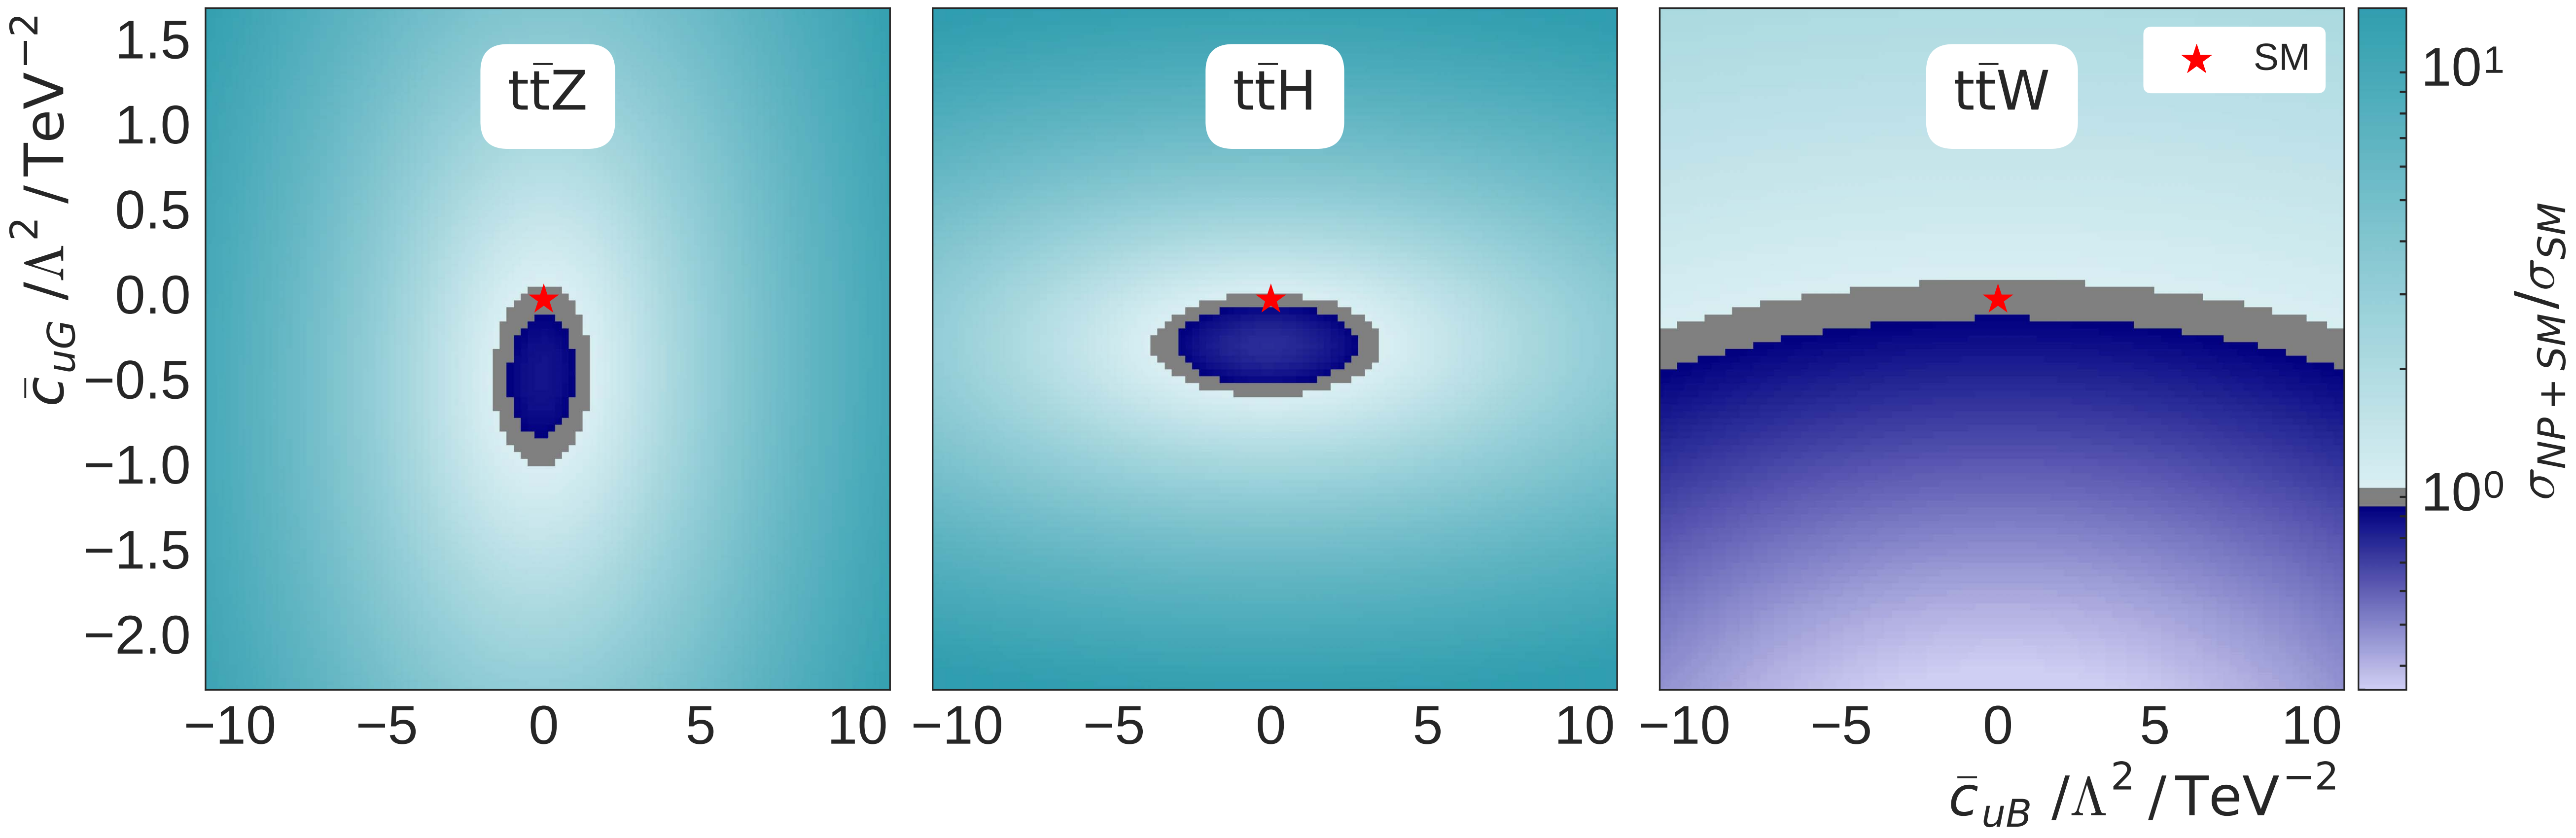 c̄uG /Λ² / TeV⁻²
1.5
1.0
0.5
0.0
−0.5
−1.0
−1.5
−2.0
tt̄Z
tt̄H
tt̄W
SM
−10 −5 0 5 10
−10 −5 0 5 10
−10 −5 0 5 10
c̄uB /Λ² / TeV⁻²
10¹
10⁰
σNP + SM/σSM